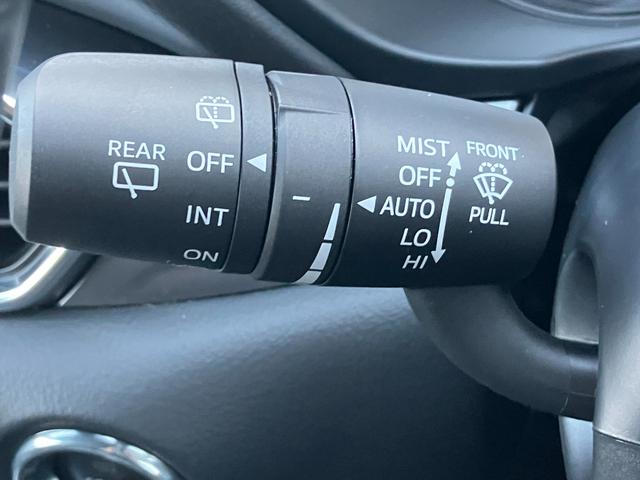 REAR
OFF
INT
ON
MIST
OFF
AUTO
LO
HI
FRONT
PULL